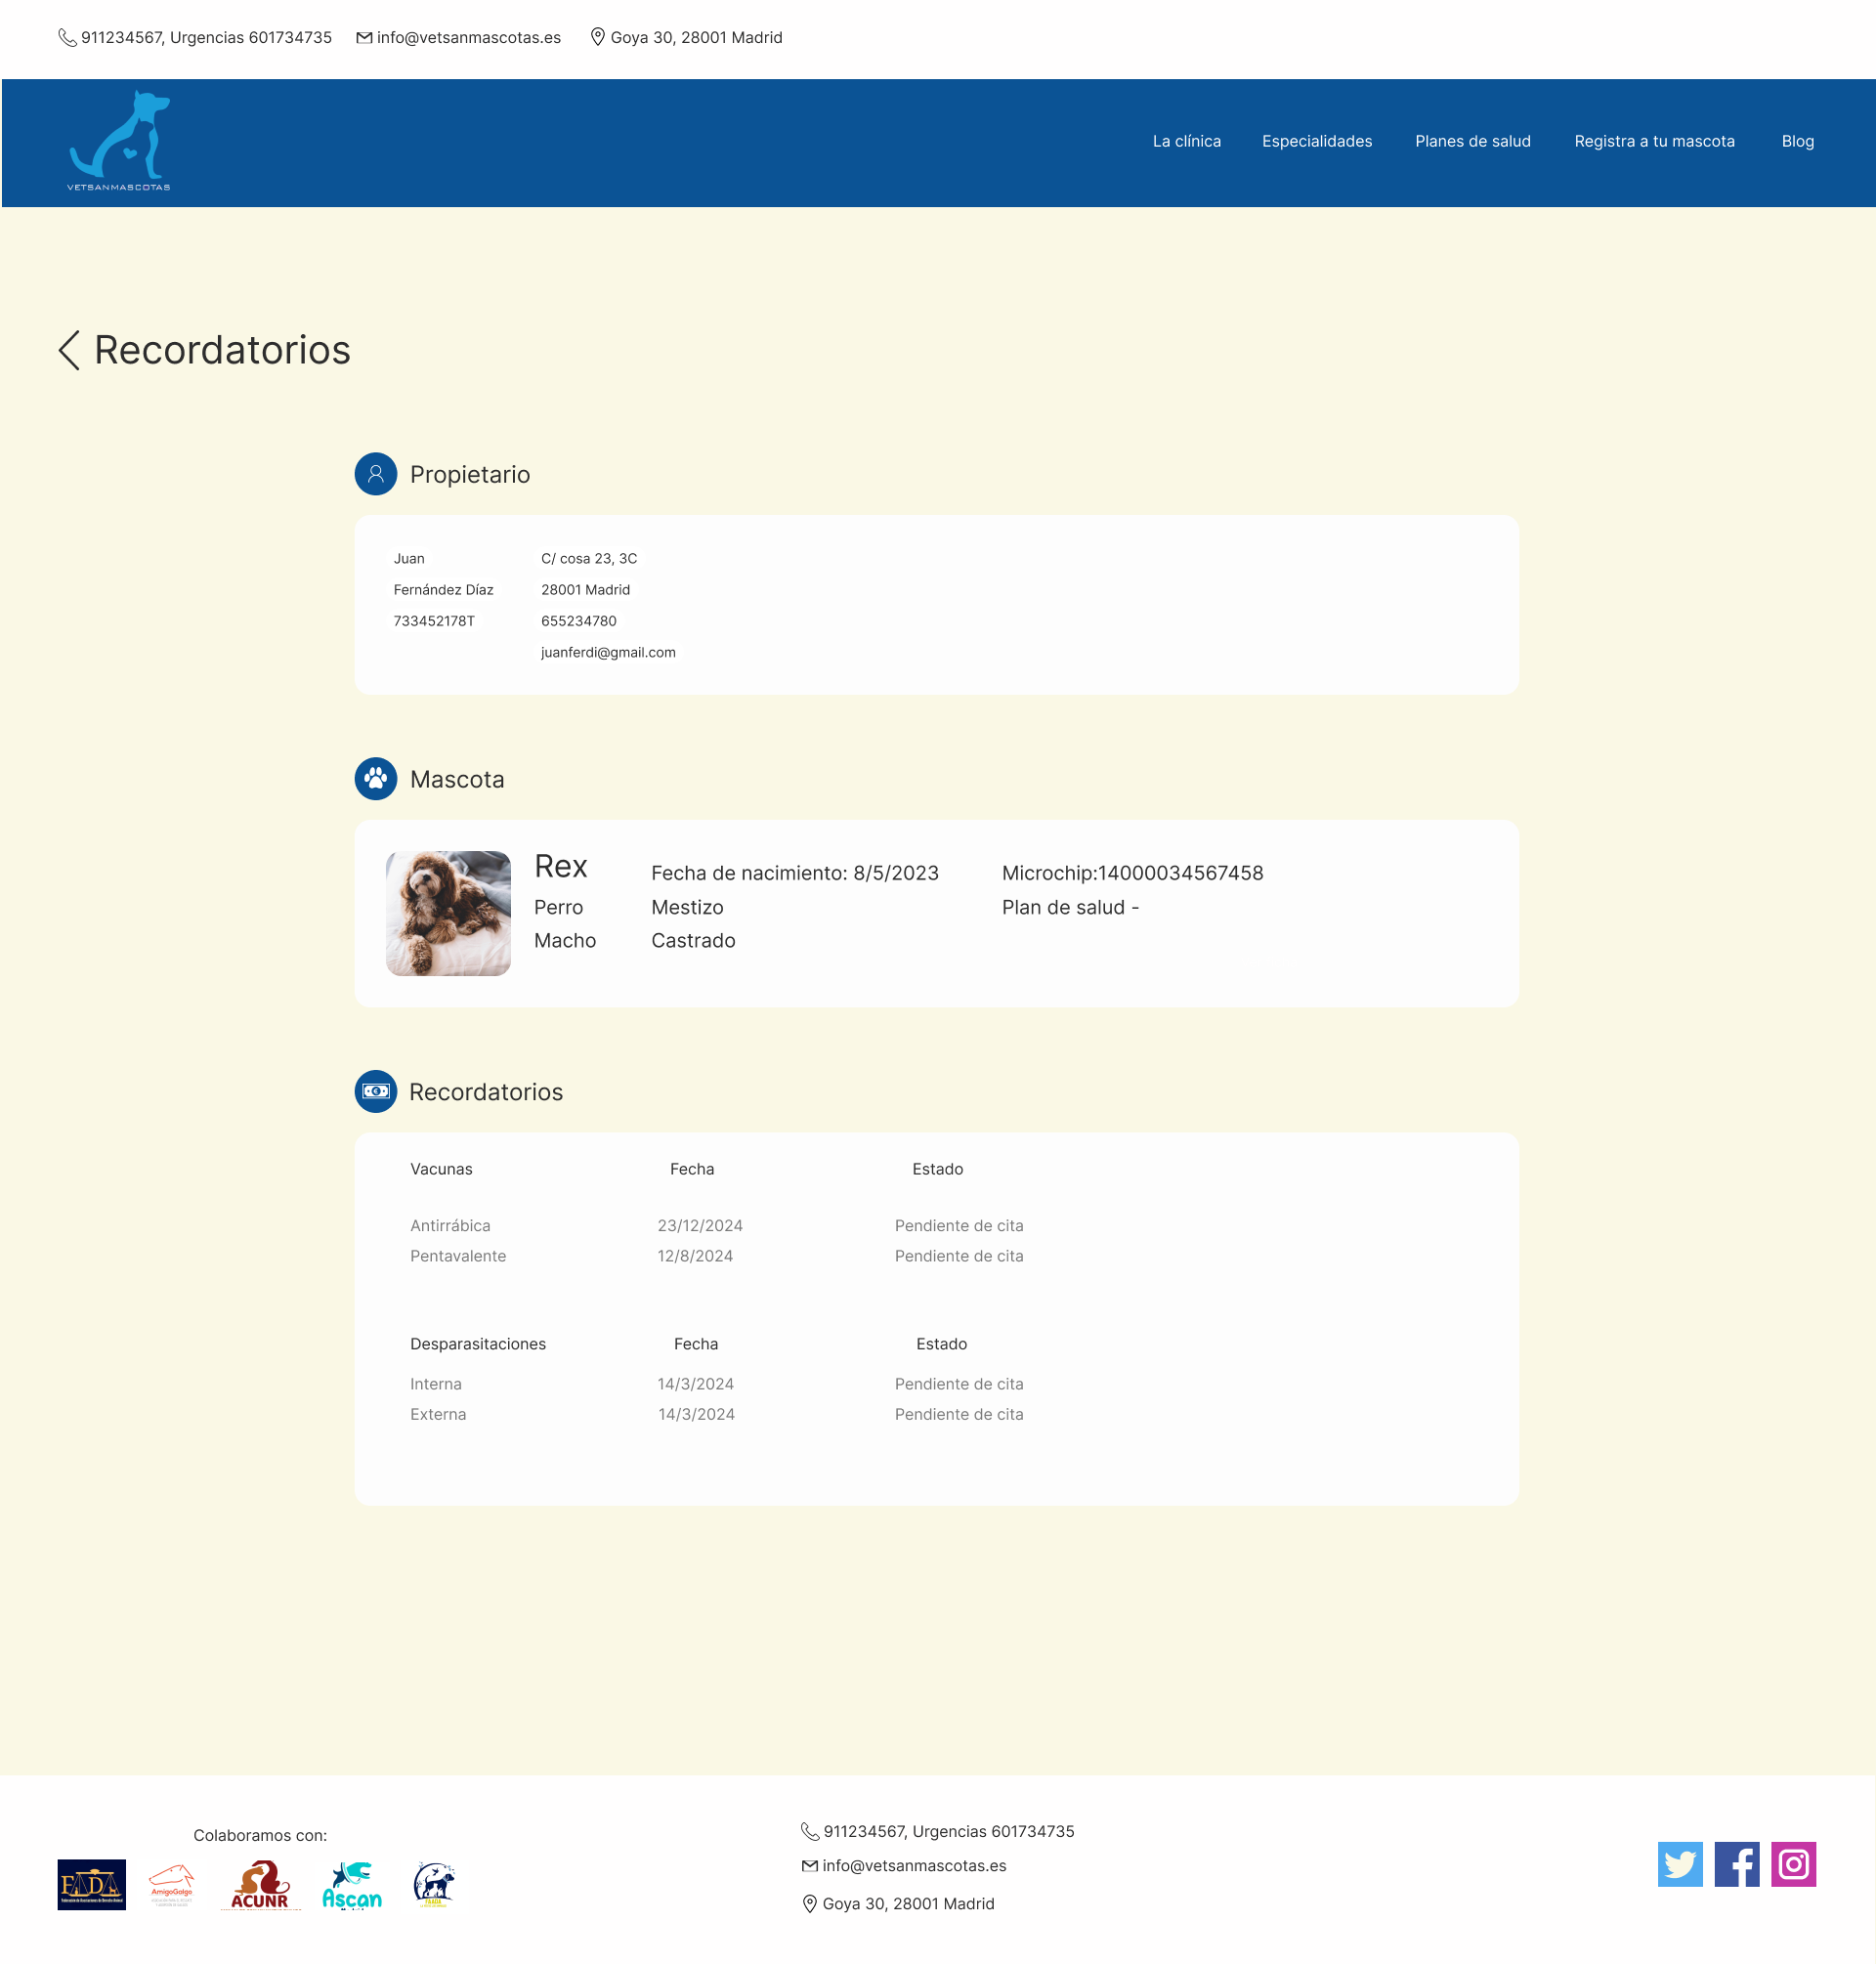 911234567, Urgencias 601734735 info@vetsanmascotas.es Goya 30, 28001 Madrid
VETSANMASCOTAS
La clínica Especialidades Planes de salud Registra a tu mascota Blog
Recordatorios
Propietario
Juan C/ cosa 23, 3C
Fernández Díaz 28001 Madrid
733452178T 655234780
juanferdi@gmail.com
Mascota
Rex Fecha de nacimiento: 8/5/2023 Microchip:14000034567458
Perro Mestizo Plan de salud -
Macho Castrado
Recordatorios
Vacunas Fecha Estado
Antirrábica 23/12/2024 Pendiente de cita
Pentavalente 12/8/2024 Pendiente de cita
Desparasitaciones Fecha Estado
Interna 14/3/2024 Pendiente de cita
Externa 14/3/2024 Pendiente de cita
Colaboramos con:
AmigoGalgo
ACUNR
Ascan
911234567, Urgencias 601734735
info@vetsanmascotas.es
Goya 30, 28001 Madrid